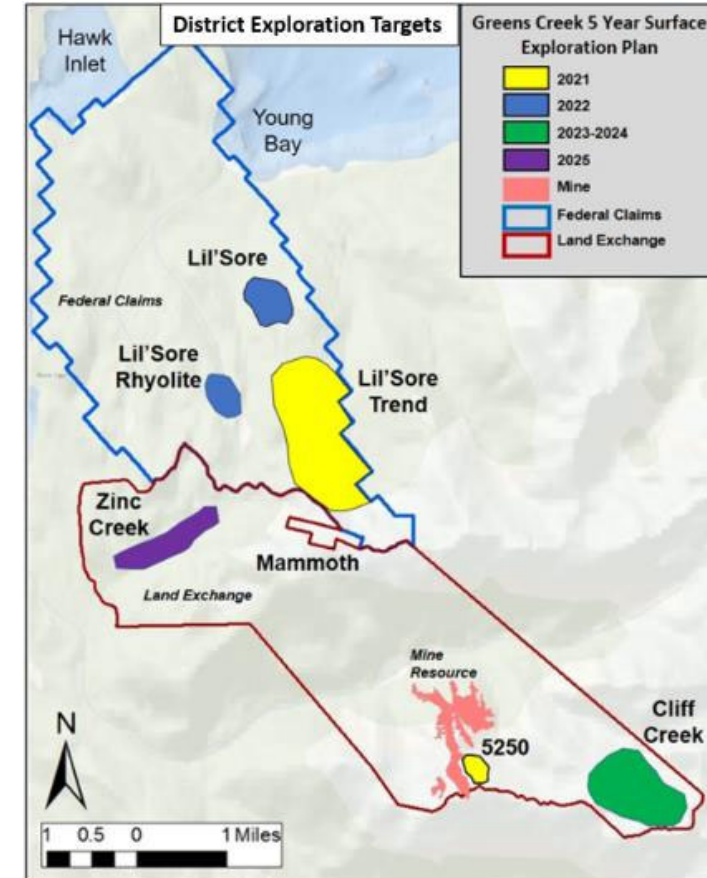 District Exploration Targets
Greens Creek 5 Year Surface
Exploration Plan
2021
2022
2023-2024
2025
Mine
Federal Claims
Land Exchange
Hawk
Inlet
Young
Bay
Lil'Sore
Federal Claims
Lil'Sore
Rhyolite
Lil'Sore
Trend
Zinc
Creek
Mammoth
Land Exchange
Mine
Resource
5250
Cliff
Creek
N
1 0.5 0 1 Miles